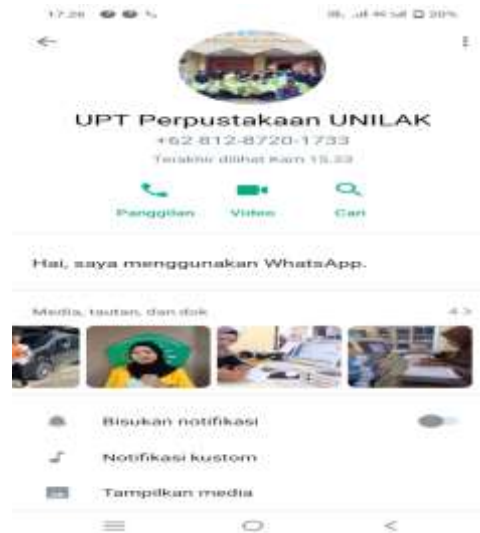 17.26
UPT Perpustakaan UNILAK
+62 812-8720-1733
Terakhir dilihat Kam 15.33
Panggilan Video Cari
Hai, saya menggunakan WhatsApp.
Media, tautan, dan dok
Bisukan notifikasi
Notifikasi kustom
Tampilkan media